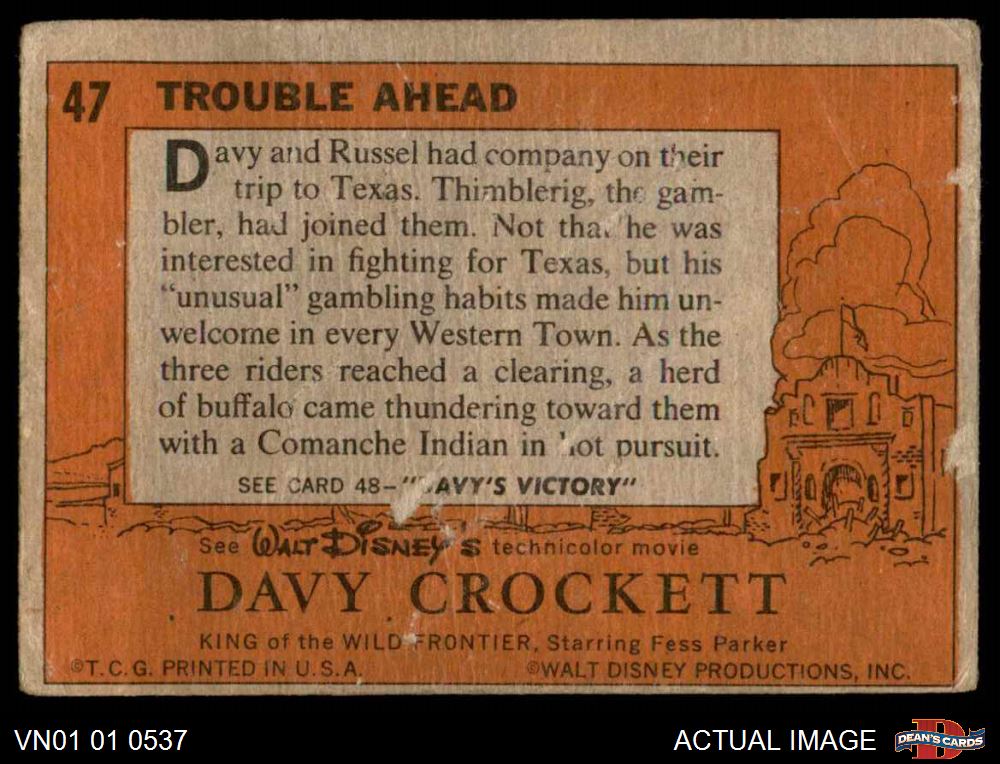 47 TROUBLE AHEAD
Davy and Russel had company on their
trip to Texas. Thimblerig, the gam-
bler, had joined them. Not that he was
interested in fighting for Texas, but his
"unusual" gambling habits made him un-
welcome in every Western Town. As the
three riders reached a clearing, a herd
of buffalo came thundering toward them
with a Comanche Indian in hot pursuit.
SEE CARD 48—"DAVY'S VICTORY"
See WALT DISNEY'S technicolor movie
DAVY CROCKETT
KING of the WILD FRONTIER, Starring Fess Parker
©T.C.G. PRINTED IN U.S.A. ©WALT DISNEY PRODUCTIONS, INC.
VN01 01 0537 ACTUAL IMAGE D DEAN'S CARDS